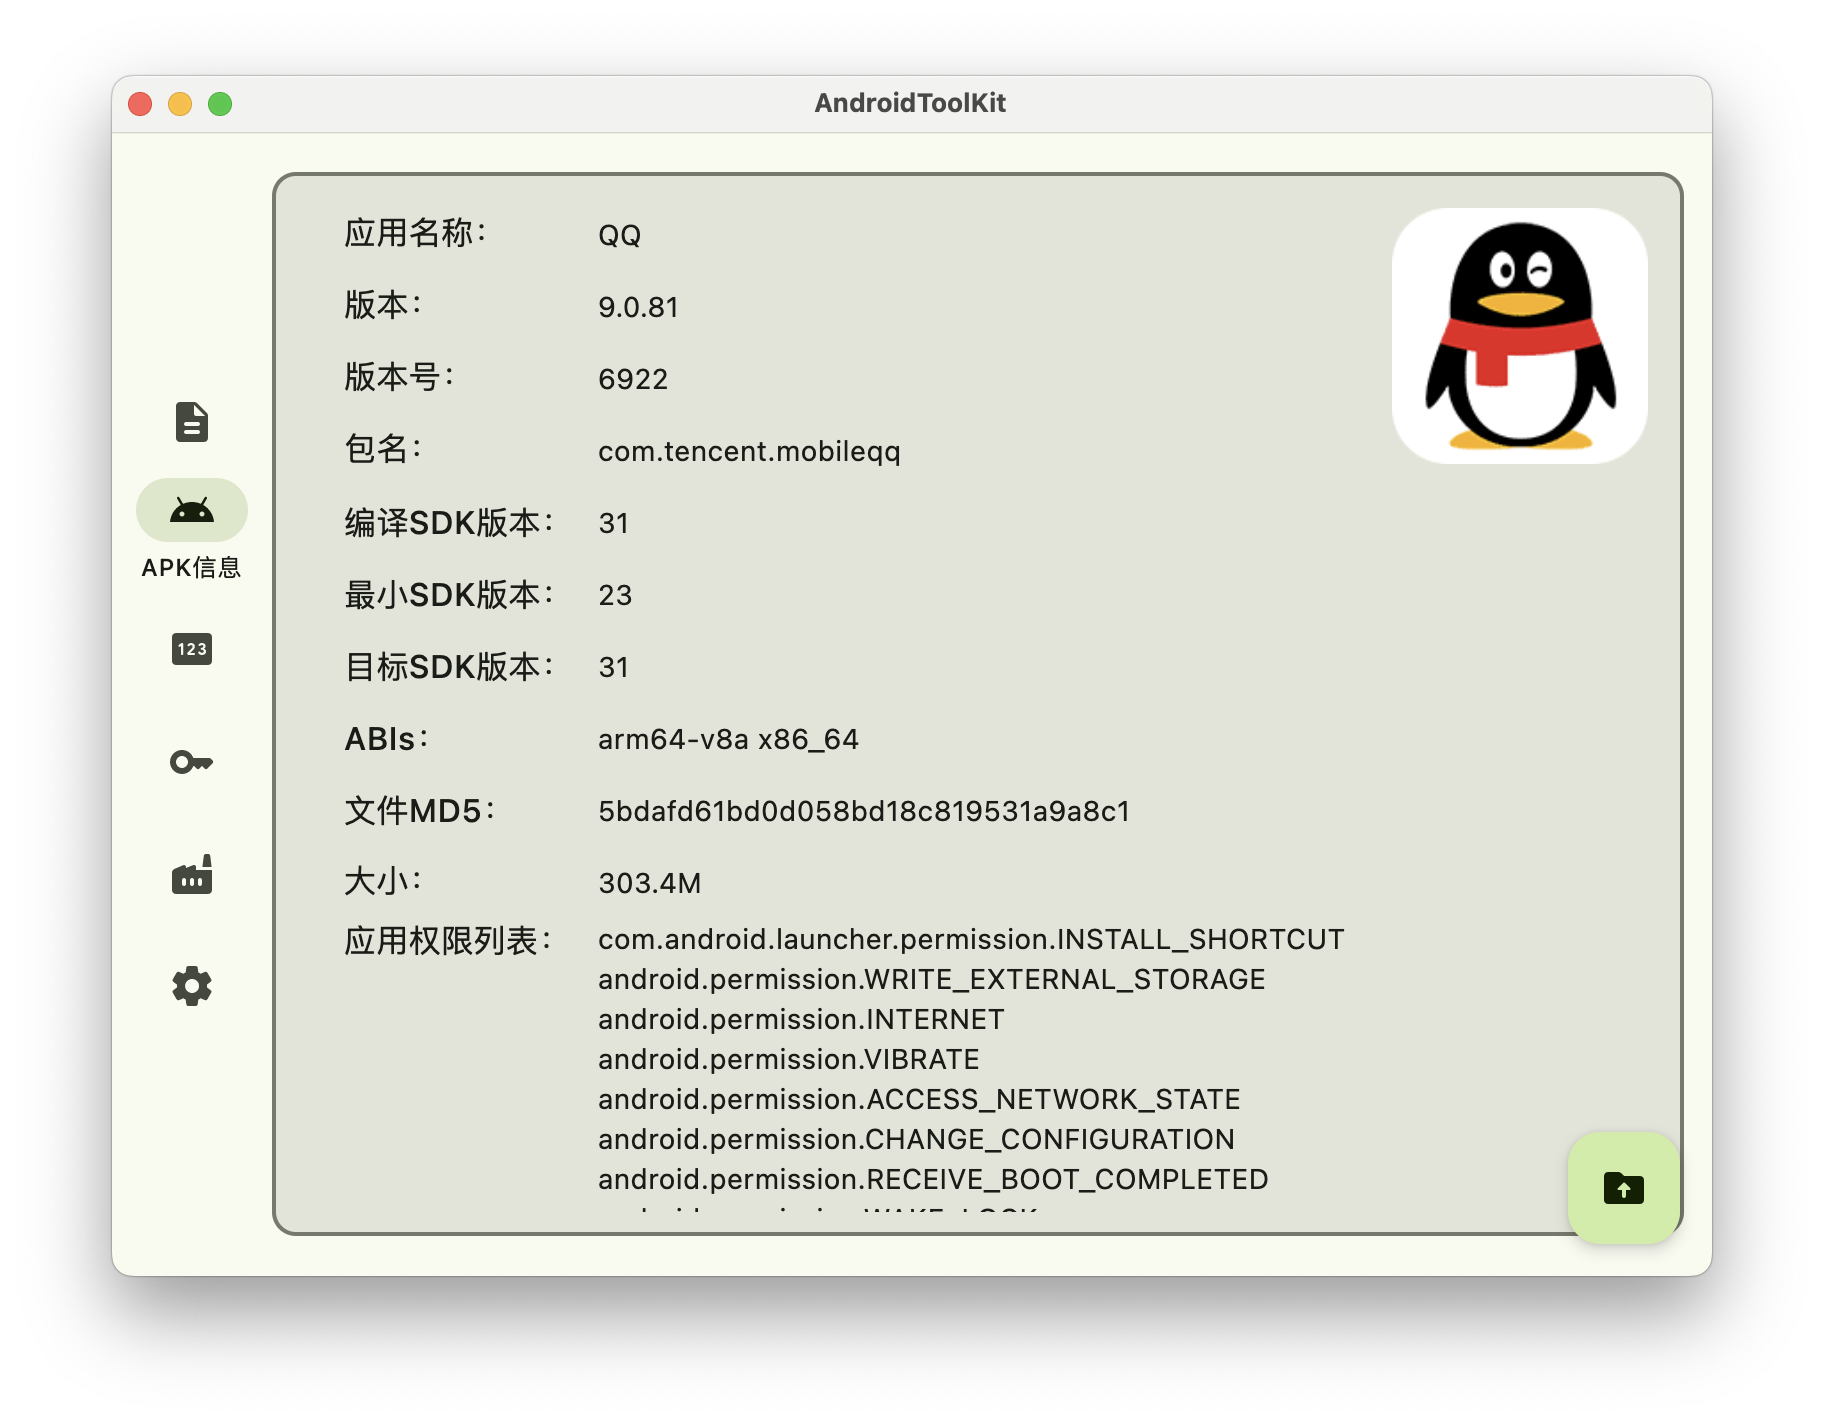 AndroidToolKit
应用名称： QQ
版本： 9.0.81
版本号： 6922
包名： com.tencent.mobileqq
编译SDK版本： 31
最小SDK版本： 23
目标SDK版本： 31
ABIs： arm64-v8a x86_64
文件MD5： 5bdafd61bd0d058bd18c819531a9a8c1
大小： 303.4M
应用权限列表： com.android.launcher.permission.INSTALL_SHORTCUT
android.permission.WRITE_EXTERNAL_STORAGE
android.permission.INTERNET
android.permission.VIBRATE
android.permission.ACCESS_NETWORK_STATE
android.permission.CHANGE_CONFIGURATION
android.permission.RECEIVE_BOOT_COMPLETED
APK信息
123